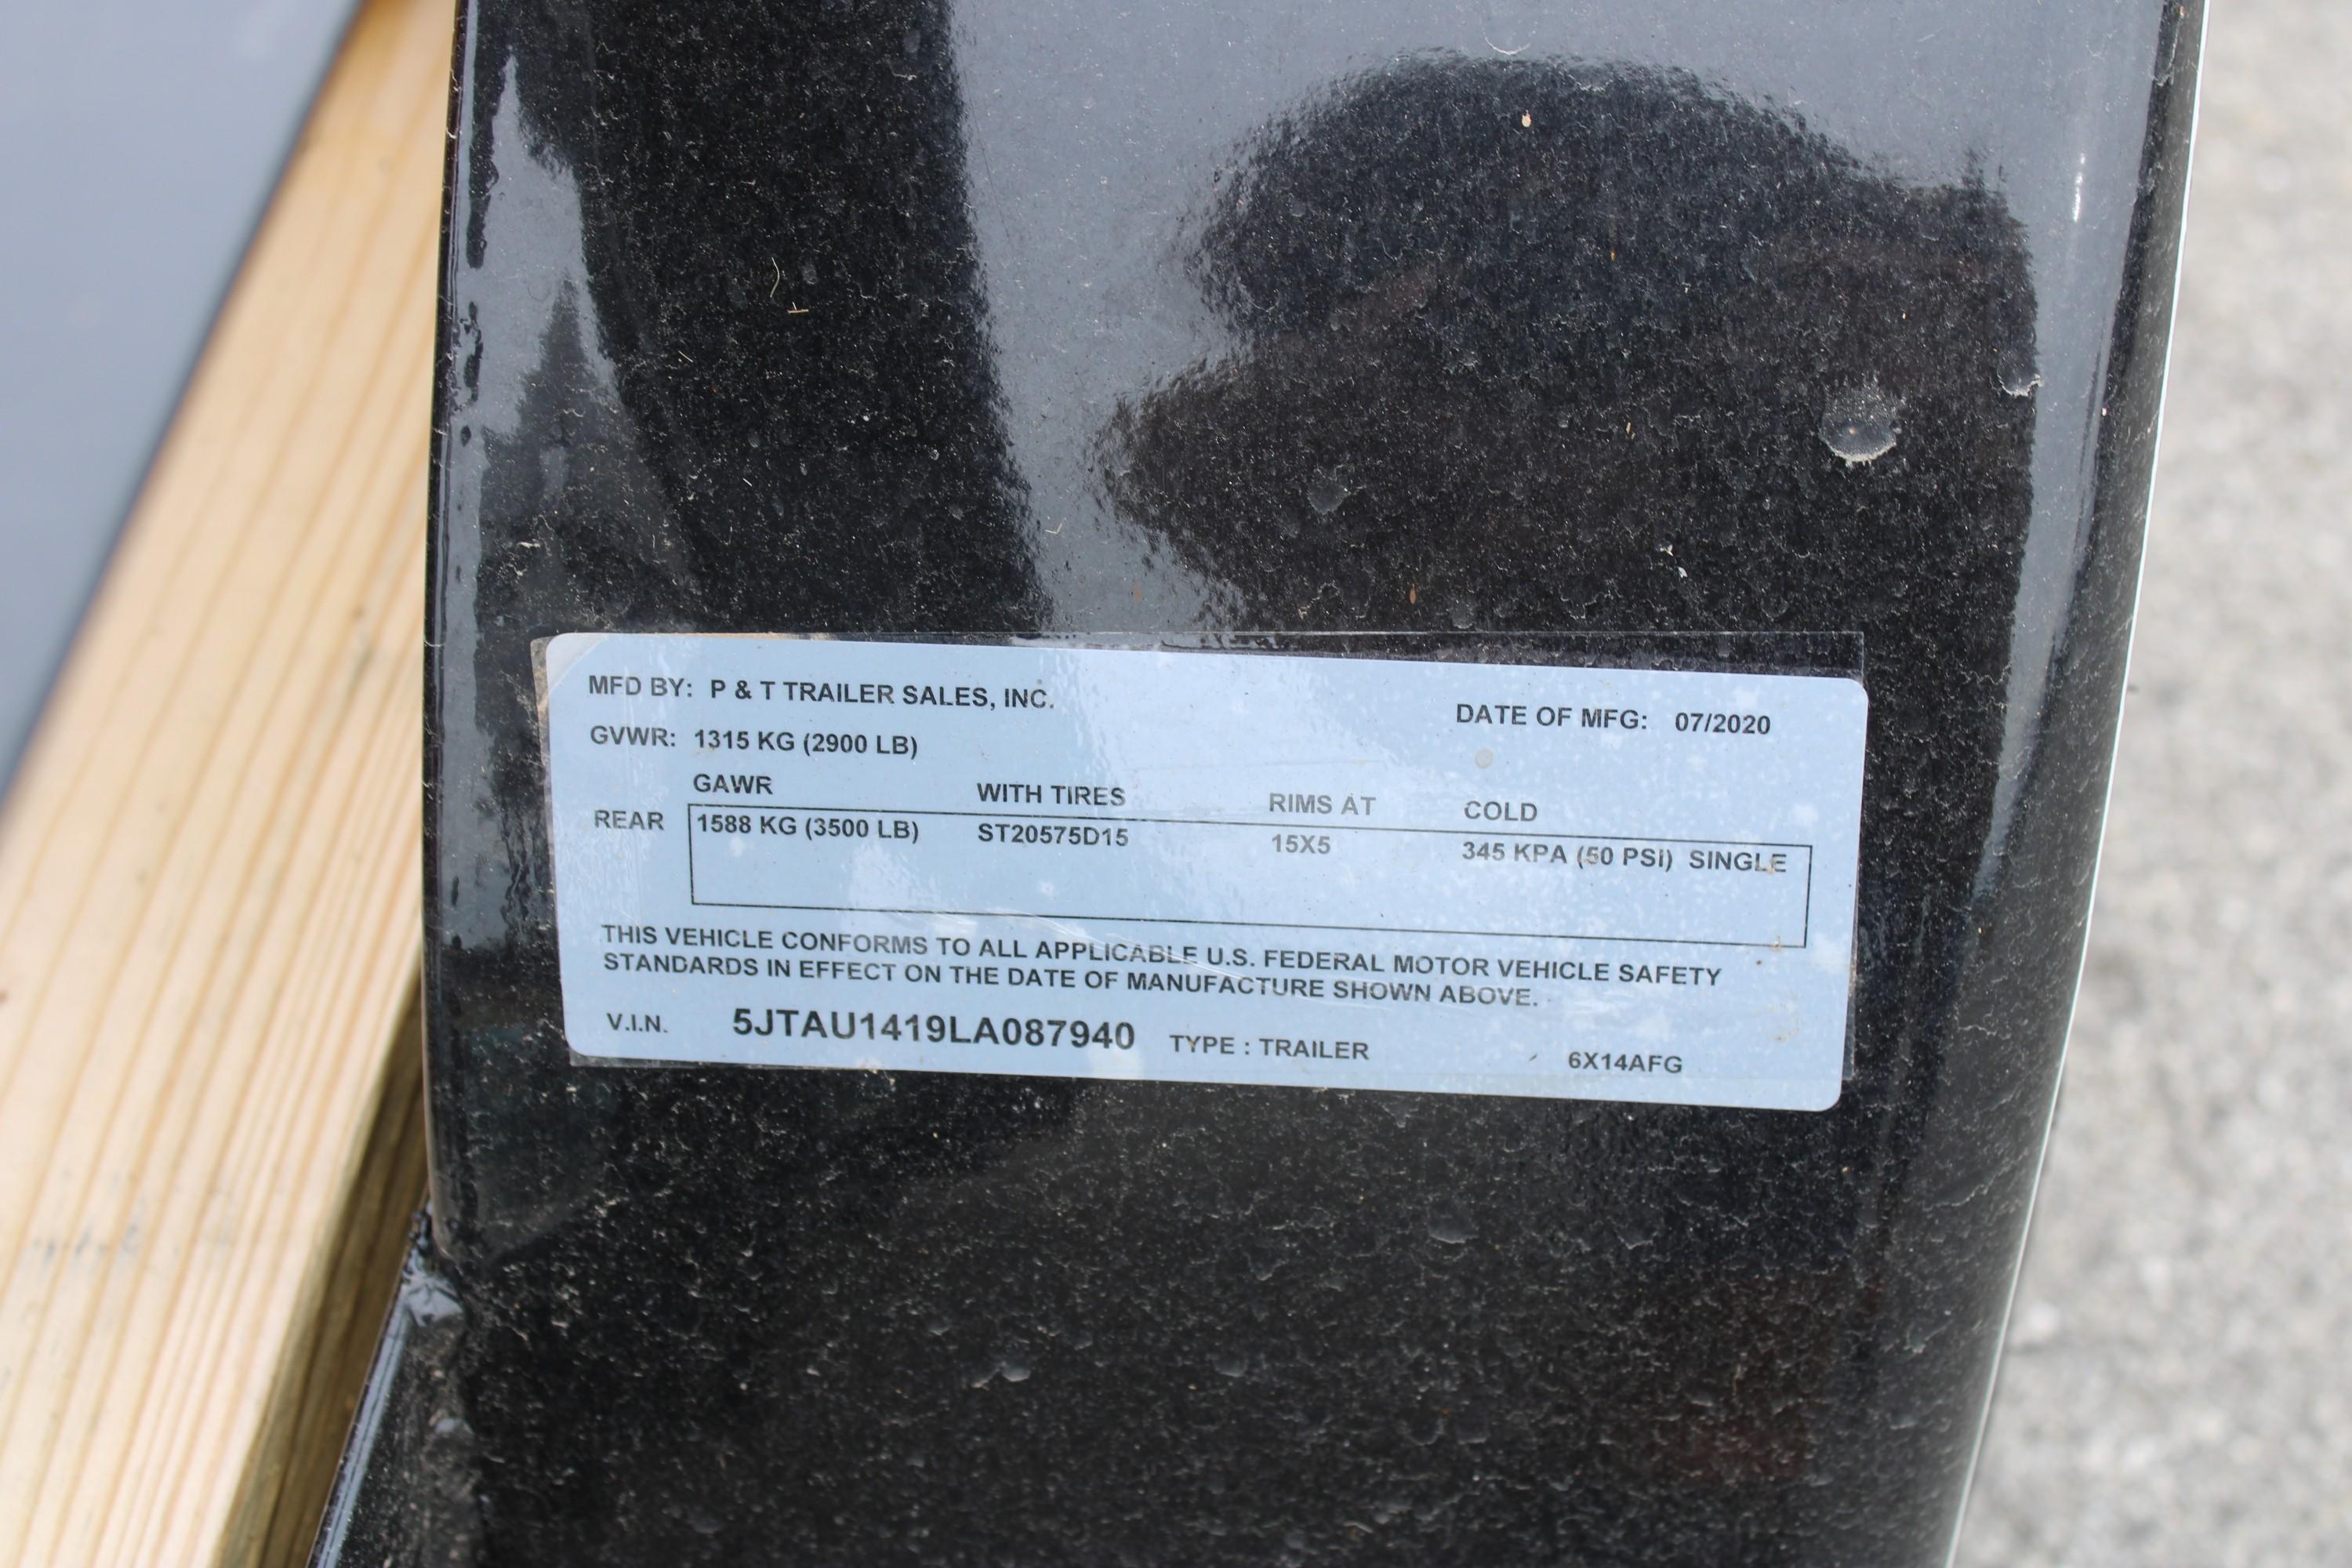 MFD BY: P & T TRAILER SALES, INC.
DATE OF MFG: 07/2020
GVWR: 1315 KG (2900 LB)
GAWR WITH TIRES RIMS AT COLD
REAR 1588 KG (3500 LB) ST20575D15 15X5 345 KPA (50 PSI) SINGLE
THIS VEHICLE CONFORMS TO ALL APPLICABLE U.S. FEDERAL MOTOR VEHICLE SAFETY
STANDARDS IN EFFECT ON THE DATE OF MANUFACTURE SHOWN ABOVE.
V.I.N. 5JTAU1419LA087940 TYPE : TRAILER 6X14AFG